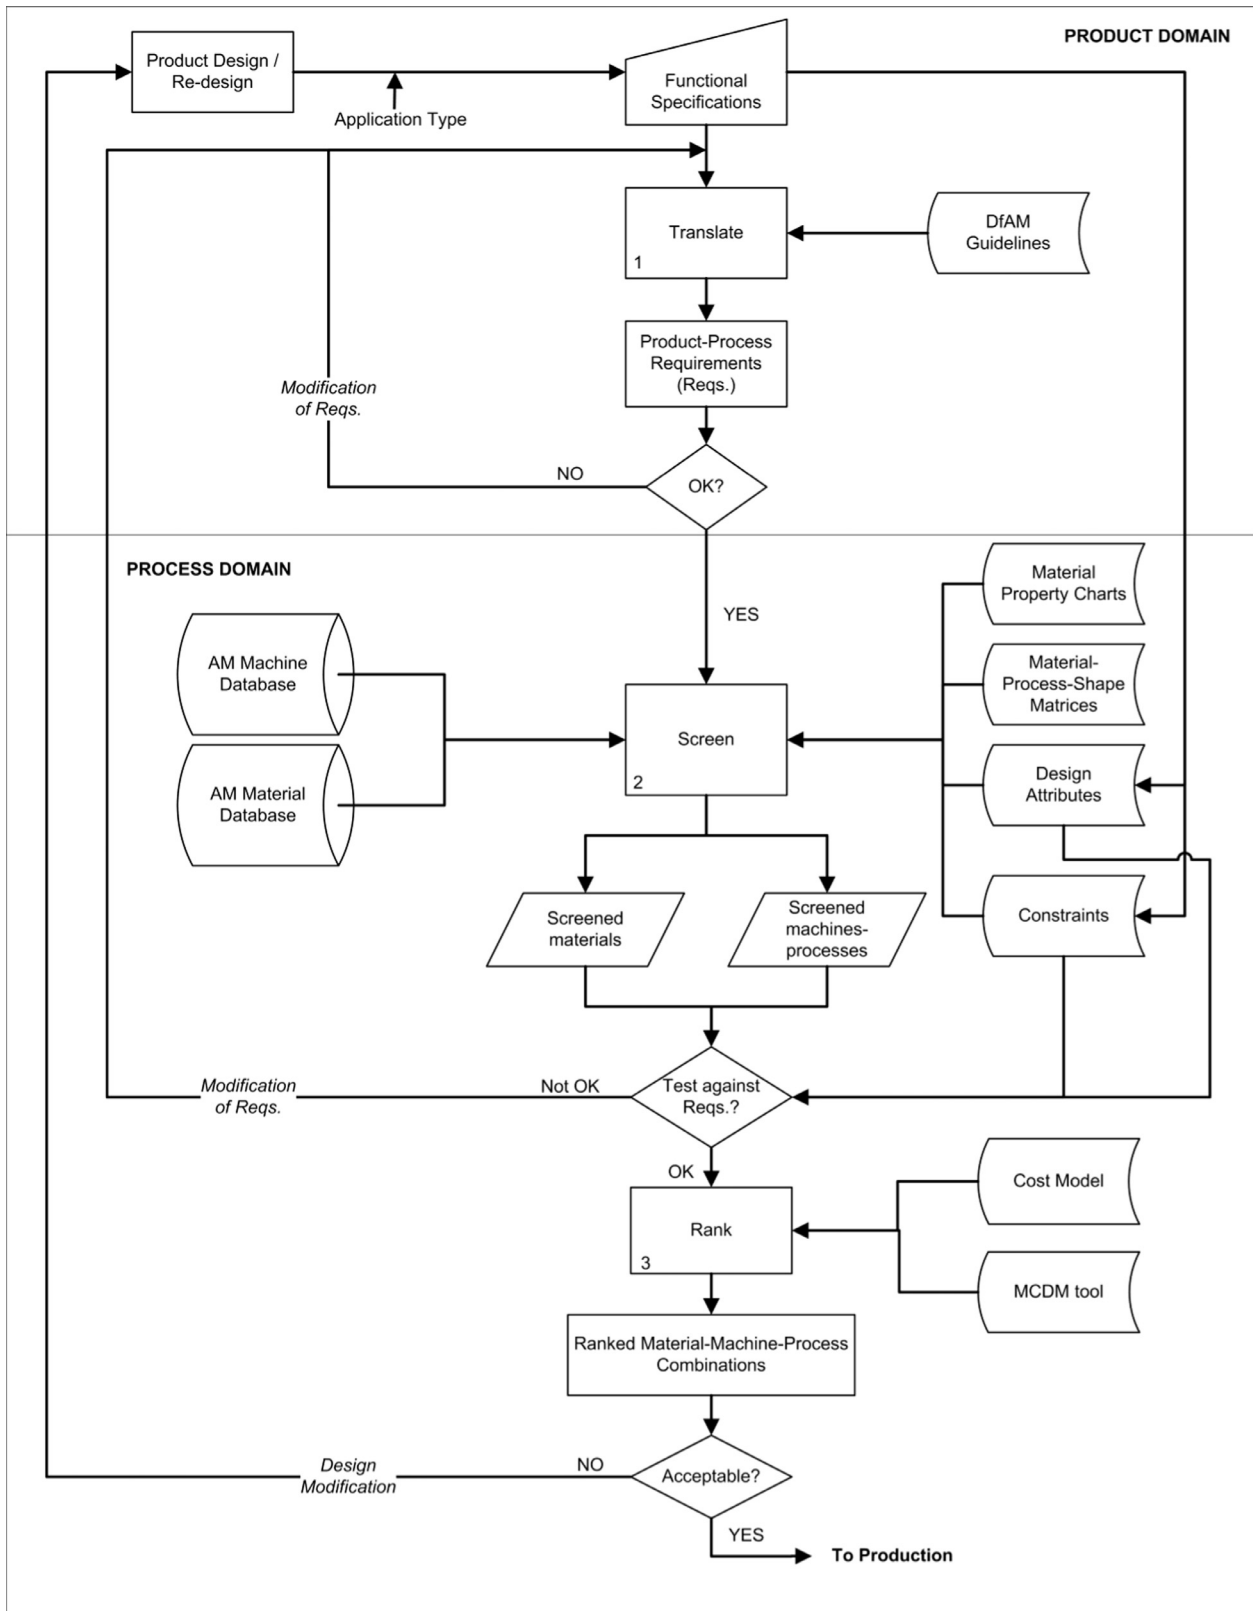 PRODUCT DOMAIN
Product Design /
Re-design
Application Type
Functional
Specifications
Translate
1
DfAM
Guidelines
Product-Process
Requirements
(Reqs.)
Modification
of Reqs.
NO
OK?
PROCESS DOMAIN
YES
AM Machine
Database
AM Material
Database
Screen
2
Material
Property Charts
Material-
Process-Shape
Matrices
Design
Attributes
Constraints
Screened
materials
Screened
machines-
processes
Modification
of Reqs.
Not OK
Test against
Reqs.?
OK
Rank
3
Cost Model
MCDM tool
Ranked Material-Machine-Process
Combinations
Design
Modification
NO
Acceptable?
YES
To Production